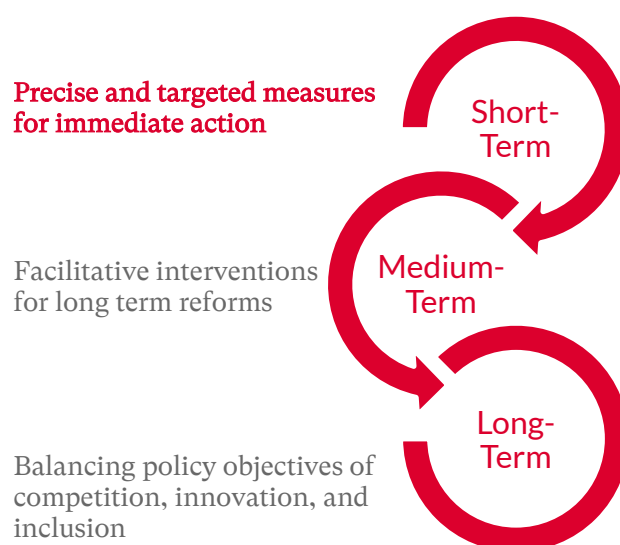 Precise and targeted measures
for immediate action
Short-
Term
Facilitative interventions
for long term reforms
Medium-
Term
Balancing policy objectives of
competition, innovation, and
inclusion
Long-
Term